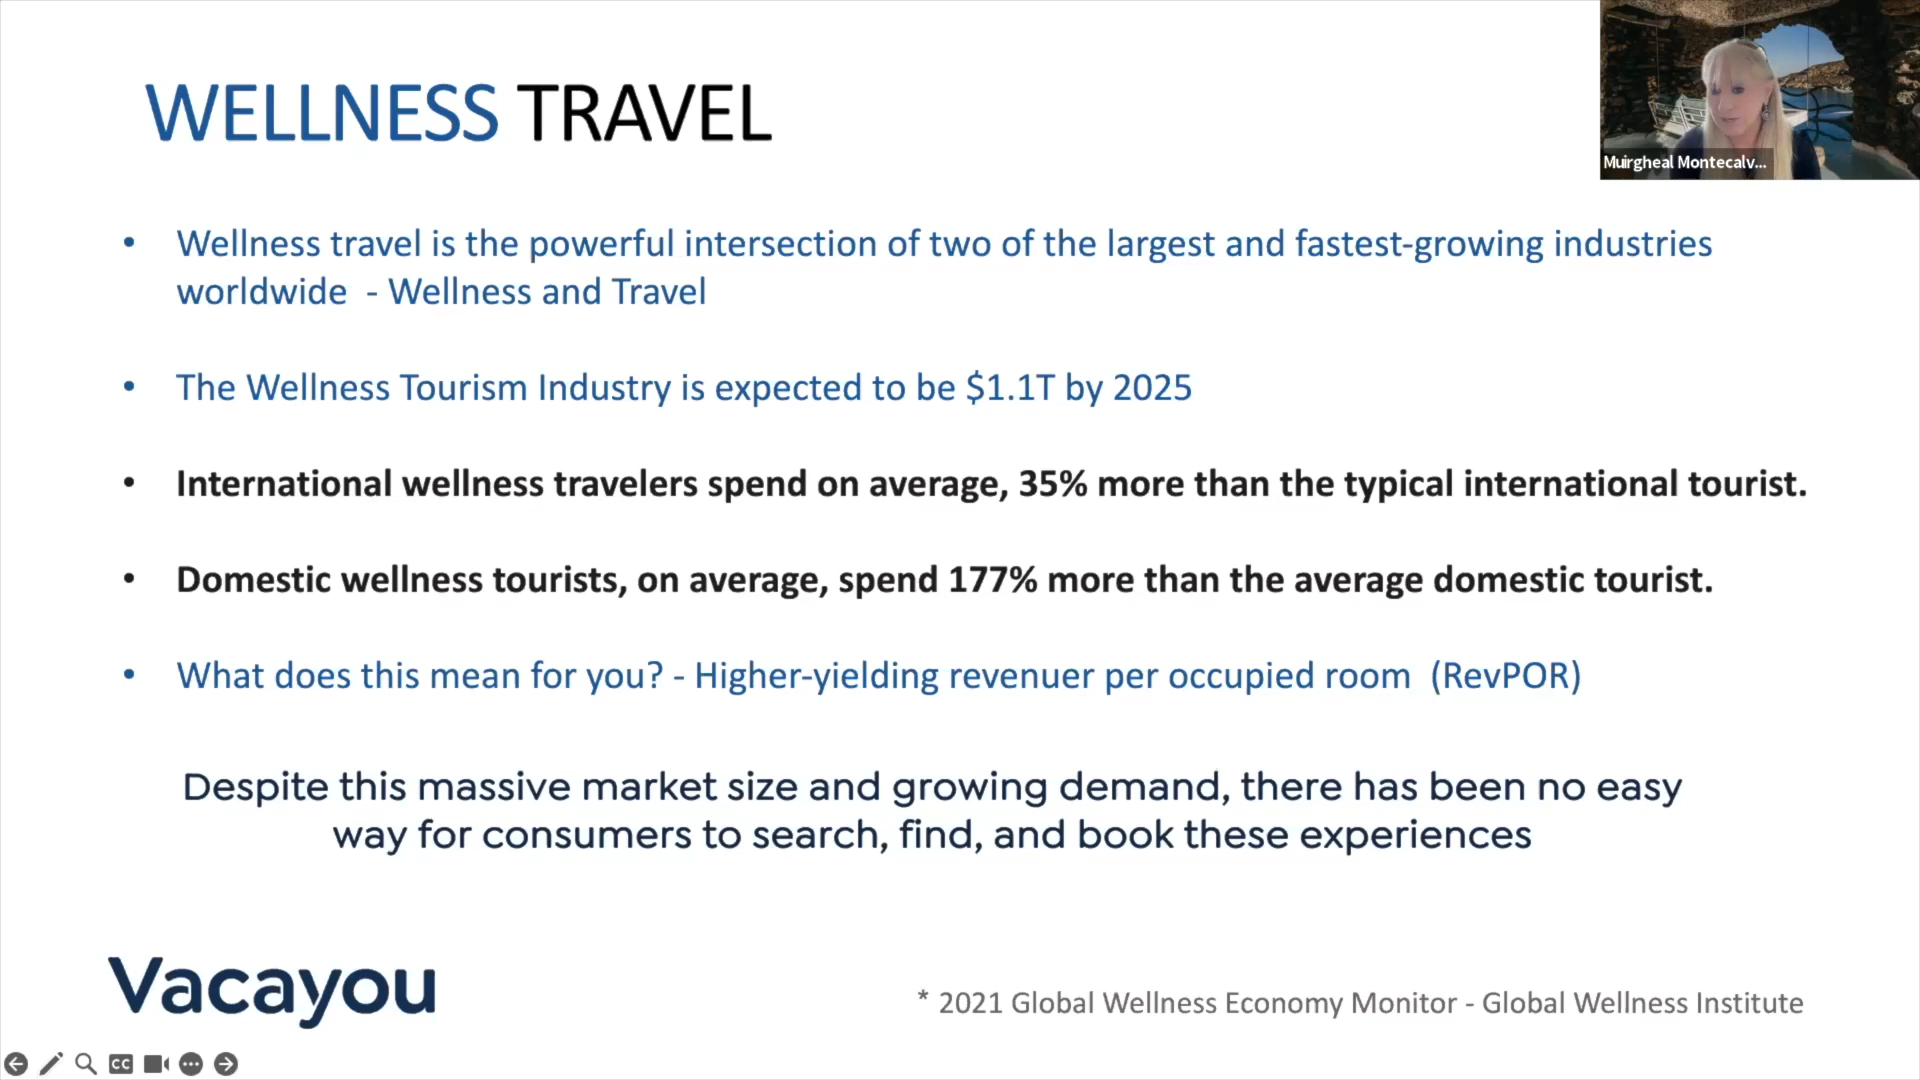 WELLNESS TRAVEL
Muirgheal Montecalv...
• Wellness travel is the powerful intersection of two of the largest and fastest-growing industries
worldwide - Wellness and Travel
• The Wellness Tourism Industry is expected to be $1.1T by 2025
• International wellness travelers spend on average, 35% more than the typical international tourist.
• Domestic wellness tourists, on average, spend 177% more than the average domestic tourist.
• What does this mean for you? - Higher-yielding revenuer per occupied room (RevPOR)
Despite this massive market size and growing demand, there has been no easy
way for consumers to search, find, and book these experiences
Vacayou
* 2021 Global Wellness Economy Monitor - Global Wellness Institute
CC